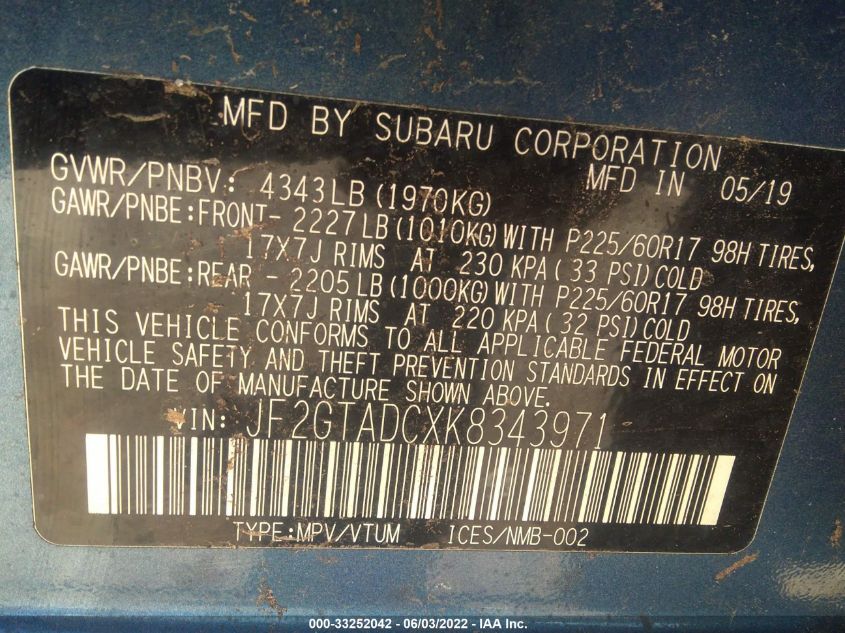 MFD BY SUBARU CORPORATION
GVWR/PNBV: 4343LB (1970KG) MFD IN 05/19
GAWR/PNBE:FRONT- 2227LB(1010KG)WITH P225/60R17 98H TIRES,
17X7J RIMS AT 230 KPA( 33 PSI)COLD
GAWR/PNBE:REAR - 2205LB(1000KG)WITH P225/60R17 98H TIRES,
17X7J RIMS AT 220 KPA( 32 PSI)COLD
THIS VEHICLE CONFORMS TO ALL APPLICABLE FEDERAL MOTOR
VEHICLE SAFETY AND THEFT PREVENTION STANDARDS IN EFFECT ON
THE DATE OF MANUFACTURE SHOWN ABOVE.
VIN: JF2GTADCXK8343971
TYPE:MPV/VTUM ICES/NMB-002
000-33252042 - 06/03/2022 - IAA Inc.